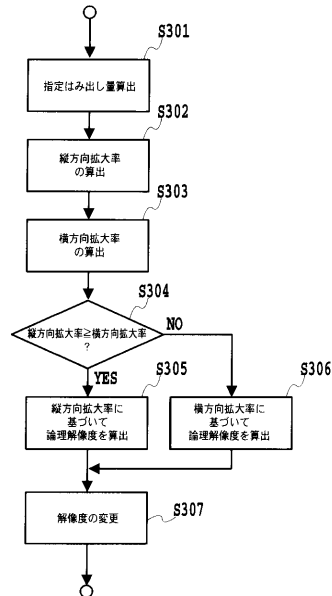 S301
指定はみ出し量算出
S302
縦方向拡大率
の算出
S303
横方向拡大率
の算出
S304
縦方向拡大率≧横方向拡大率
?
NO
YES
S305
縦方向拡大率に
基づいて
論理解像度を算出
S306
横方向拡大率に
基づいて
論理解像度を算出
解像度の変更
S307